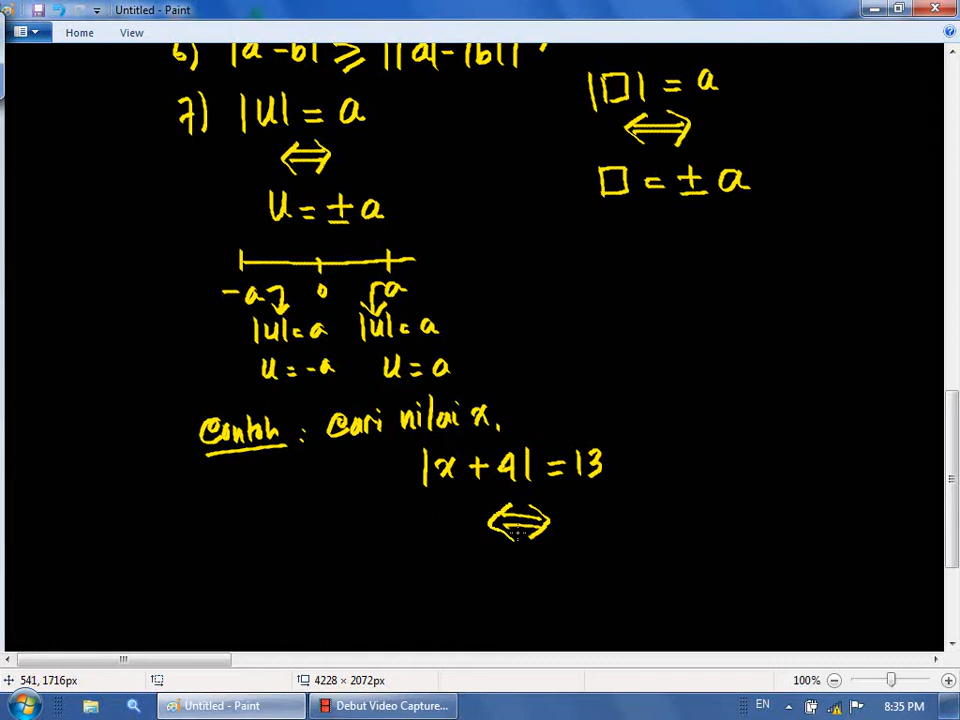 Untitled - Paint
Home View
6) |a - b| ⩾ ||a| - |b||
7) |u| = a
⇔
u = ± a
-a 0 a
|u| = a |u| = a
u = -a u = a
|□| = a
⇔
□ = ± a
Contoh : Cari nilai x.
|x + 4| = 13
⇔
541, 1716px 4228 × 2072px 100%
Untitled - Paint Debut Video Capture... EN 8:35 PM